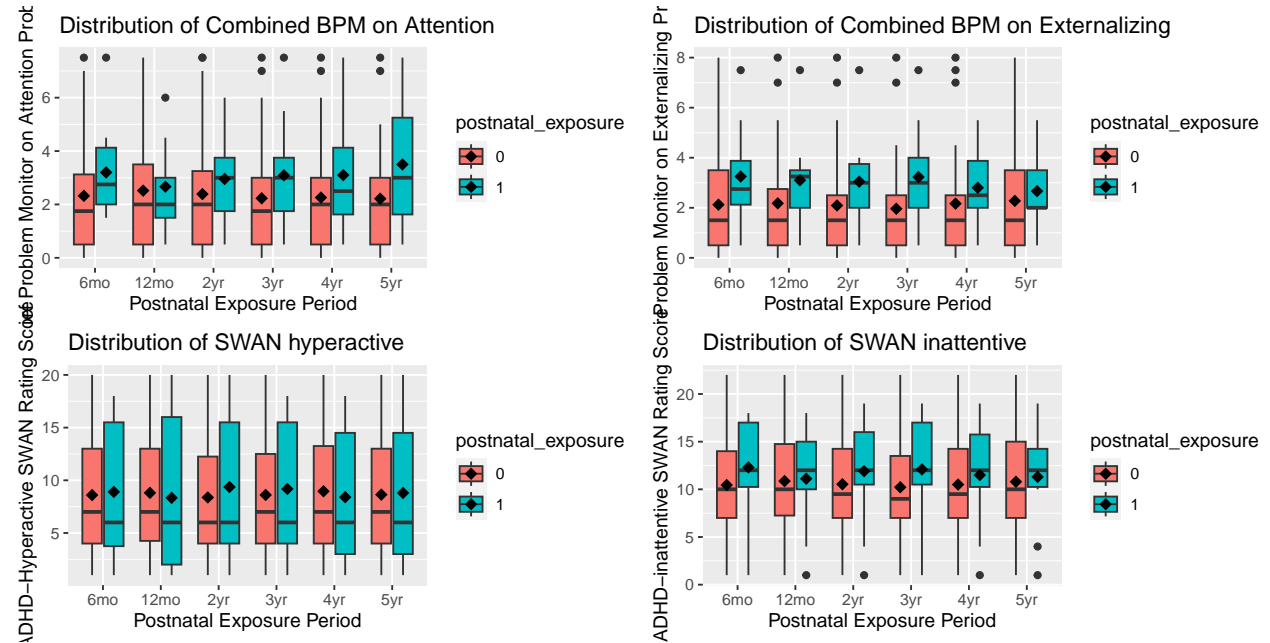 Distribution of Combined BPM on Attention
Problem Monitor on Attention
6
4
2
0
6mo 12mo 2yr 3yr 4yr 5yr
Postnatal Exposure Period
postnatal_exposure
0
1
Distribution of Combined BPM on Externalizing
Problem Monitor on Externalizing
8
6
4
2
0
6mo 12mo 2yr 3yr 4yr 5yr
Postnatal Exposure Period
postnatal_exposure
0
1
Distribution of SWAN hyperactive
ADHD−Hyperactive SWAN Rating Score
20
15
10
5
6mo 12mo 2yr 3yr 4yr 5yr
Postnatal Exposure Period
postnatal_exposure
0
1
Distribution of SWAN inattentive
ADHD−inattentive SWAN Rating Score
20
15
10
5
0
6mo 12mo 2yr 3yr 4yr 5yr
Postnatal Exposure Period
postnatal_exposure
0
1